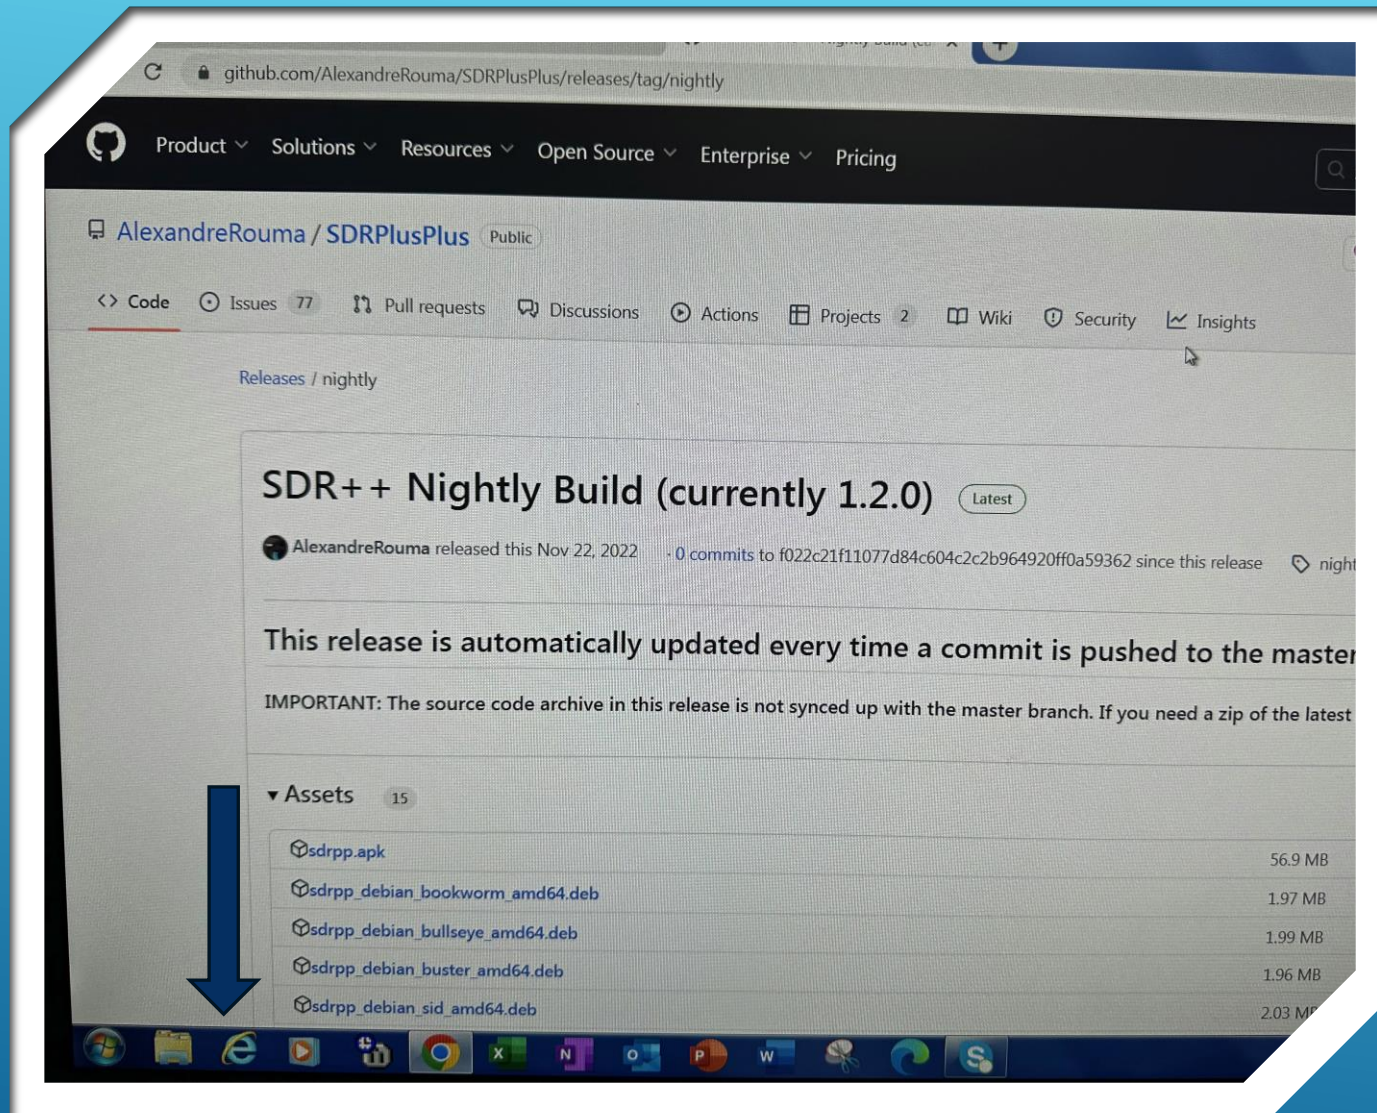 github.com/AlexandreRouma/SDRPlusPlus/releases/tag/nightly
Product Solutions Resources Open Source Enterprise Pricing
AlexandreRouma / SDRPlusPlus Public
<> Code Issues 77 Pull requests Discussions Actions Projects 2 Wiki Security Insights
Releases / nightly
SDR++ Nightly Build (currently 1.2.0) Latest
AlexandreRouma released this Nov 22, 2022 · 0 commits to f022c21f11077d84c604c2c2b964920ff0a59362 since this release
This release is automatically updated every time a commit is pushed to the master
IMPORTANT: The source code archive in this release is not synced up with the master branch. If you need a zip of the latest
Assets 15
sdrpp.apk 56.9 MB
sdrpp_debian_bookworm_amd64.deb 1.97 MB
sdrpp_debian_bullseye_amd64.deb 1.99 MB
sdrpp_debian_buster_amd64.deb 1.96 MB
sdrpp_debian_sid_amd64.deb 2.03